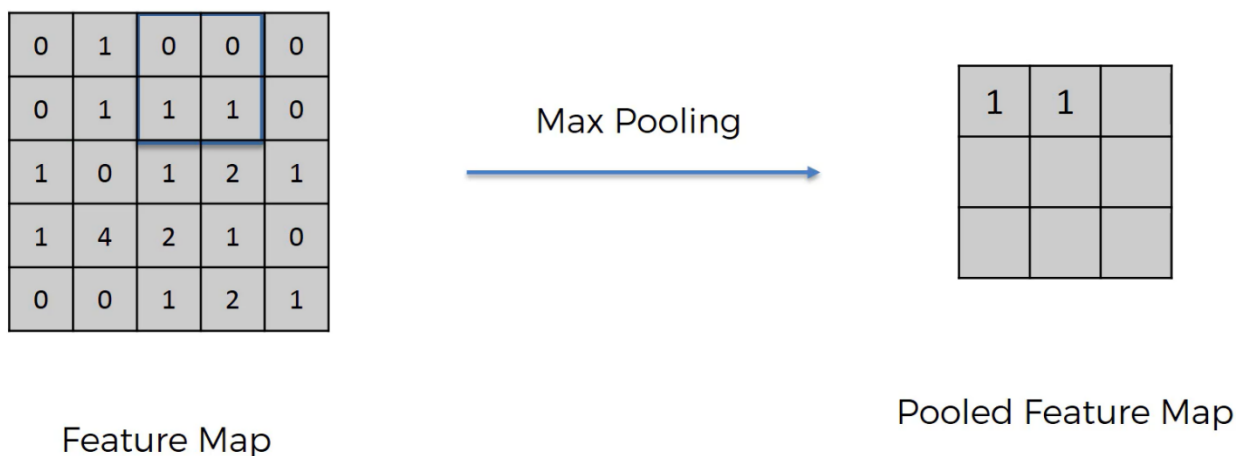 0 1 0 0 0
0 1 1 1 0
1 0 1 2 1
1 4 2 1 0
0 0 1 2 1
Feature Map
Max Pooling
1 1
Pooled Feature Map